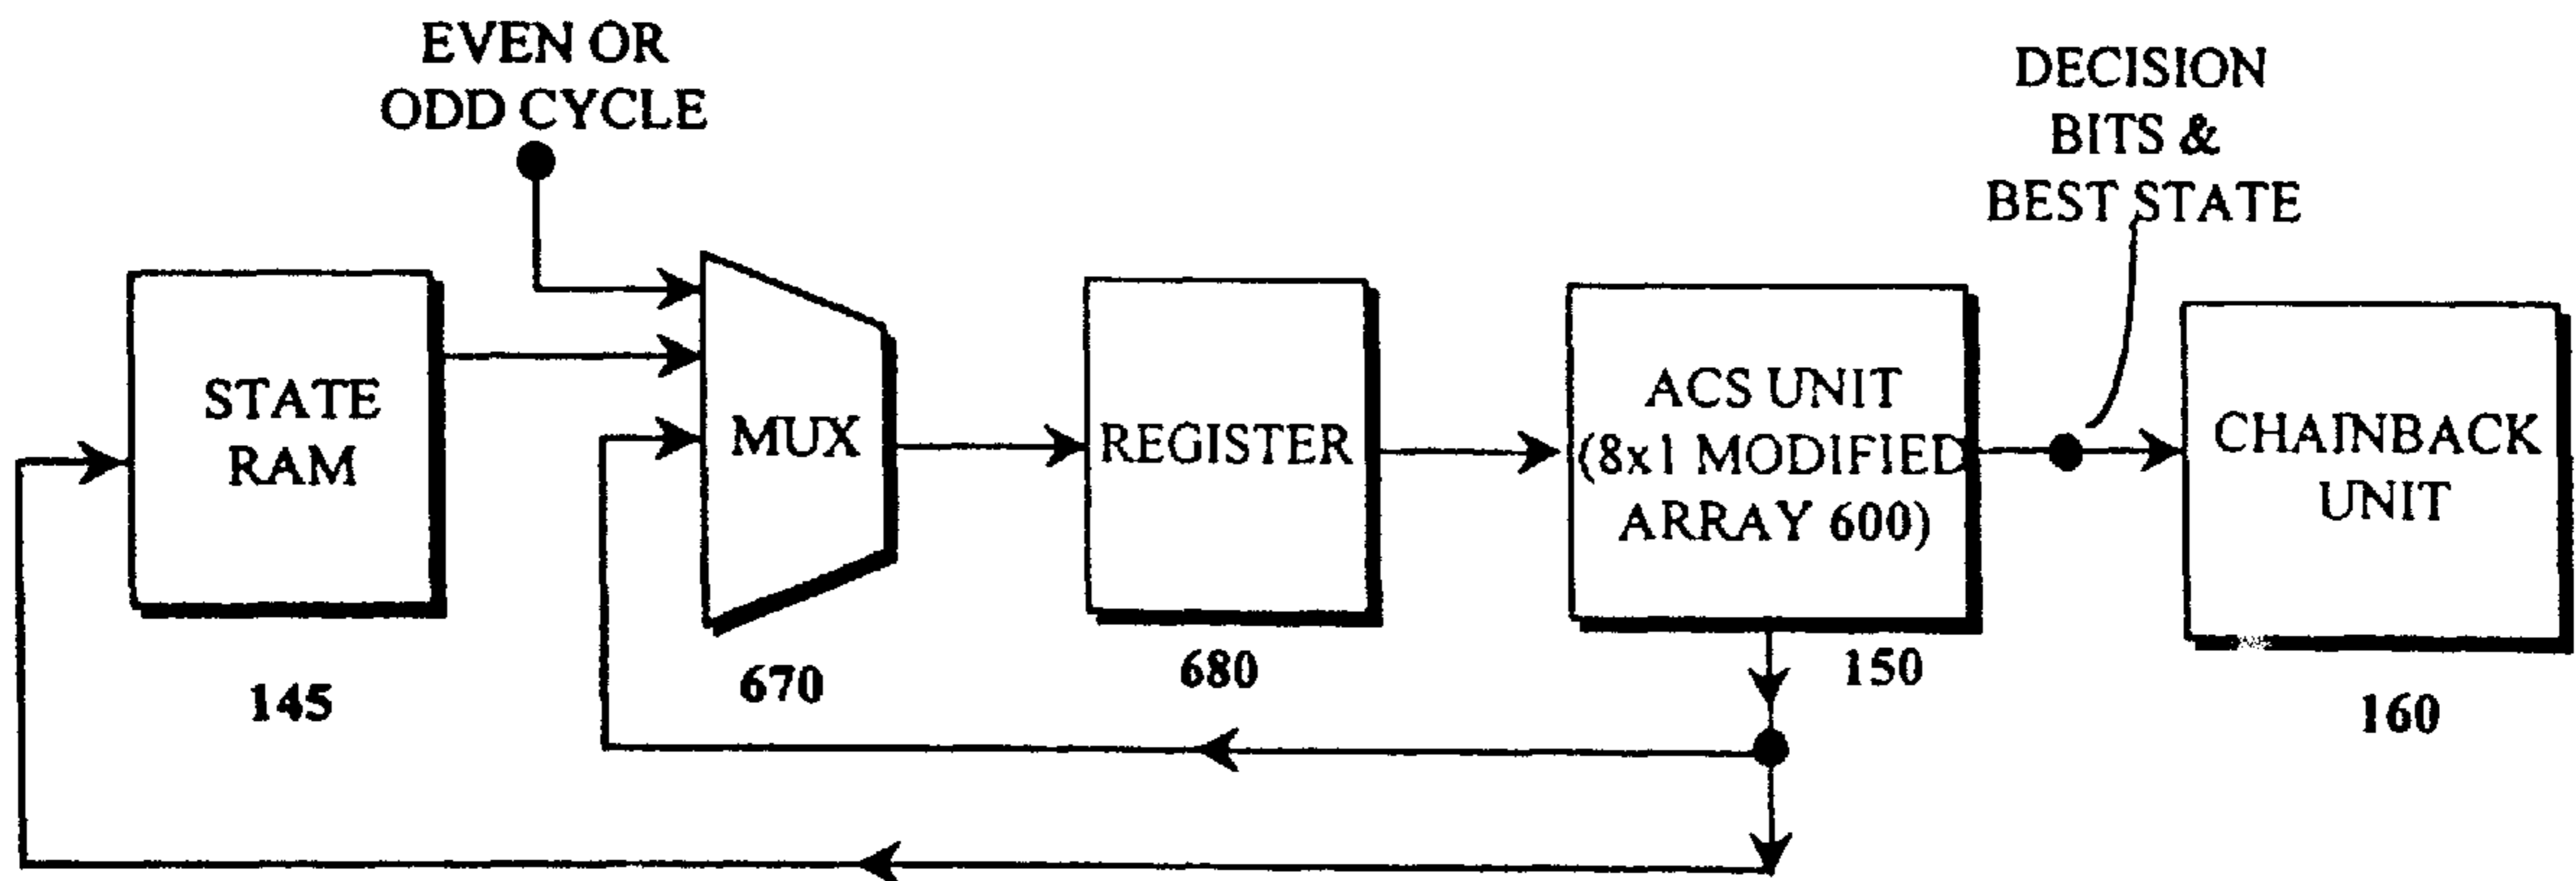 EVEN OR
ODD CYCLE
DECISION
BITS &
BEST STATE
STATE
RAM
MUX
REGISTER
ACS UNIT
(8x1 MODIFIED
ARRAY 600)
CHAINBACK
UNIT
145
670
680
150
160